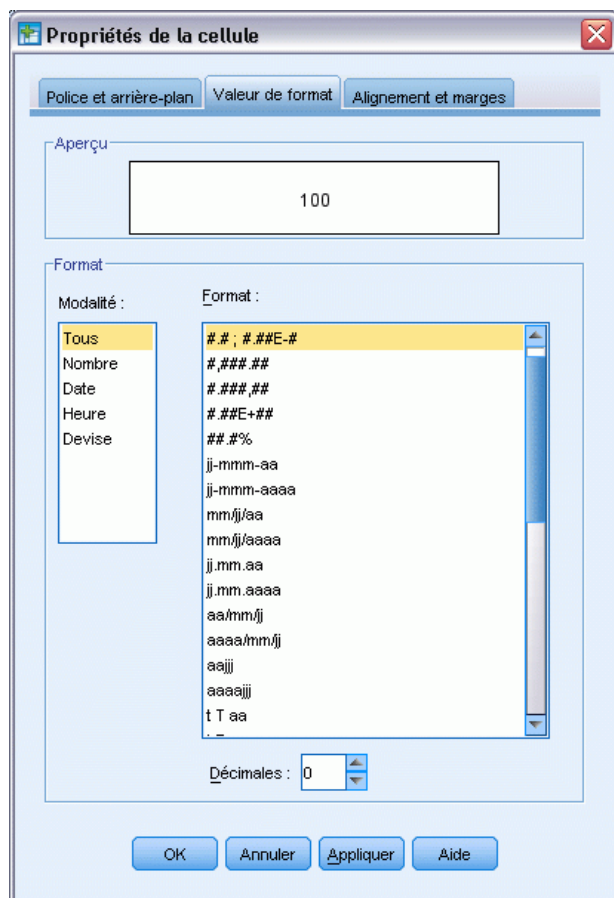 Propriétés de la cellule
Police et arrière-plan
Valeur de format
Alignement et marges
Aperçu
100
Format
Modalité :
Tous
Nombre
Date
Heure
Devise
Format :
#.# ; #.##E-#
#,###.##
#.###,##
#.##E+##
##.#%
jj-mmm-aa
jj-mmm-aaaa
mm/jj/aa
mm/jj/aaaa
jj.mm.aa
jj.mm.aaaa
aa/mm/jj
aaaa/mm/jj
aajjj
aaaajjj
t T aa
Décimales : 0
OK
Annuler
Appliquer
Aide